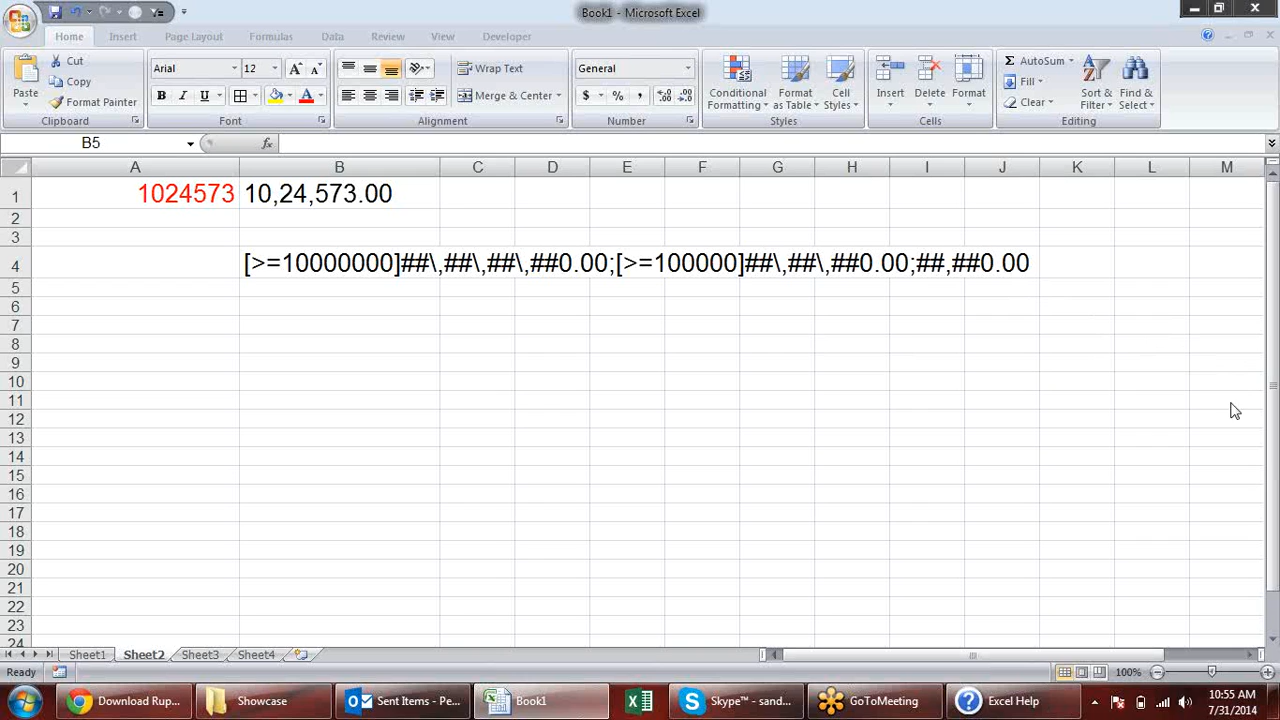 Book1 - Microsoft Excel
Home Insert Page Layout Formulas Data Review View Developer
Cut
Copy
Format Painter
Paste
Clipboard
Arial 12
B I U
Font
Wrap Text
Merge & Center
Alignment
General
$ % ,
Number
Conditional Formatting
Format as Table
Cell Styles
Styles
Insert Delete Format
Cells
Σ AutoSum
Fill
Clear
Sort & Filter
Find & Select
Editing
B5 fx
A B C D E F G H I J K L M
1 1024573 10,24,573.00
2
3
4 [>=10000000]##\,##\,##\,##0.00;[>=100000]##\,##\,##0.00;##,##0.00
5
6
7
8
9
10
11
12
13
14
15
16
17
18
19
20
21
22
23
24
Sheet1 Sheet2 Sheet3 Sheet4
Ready 100%
Download Rup... Shortcase Sent Items - Pe... Book1 Skype™ - sand... GoToMeeting Excel Help
10:55 AM
7/31/2014